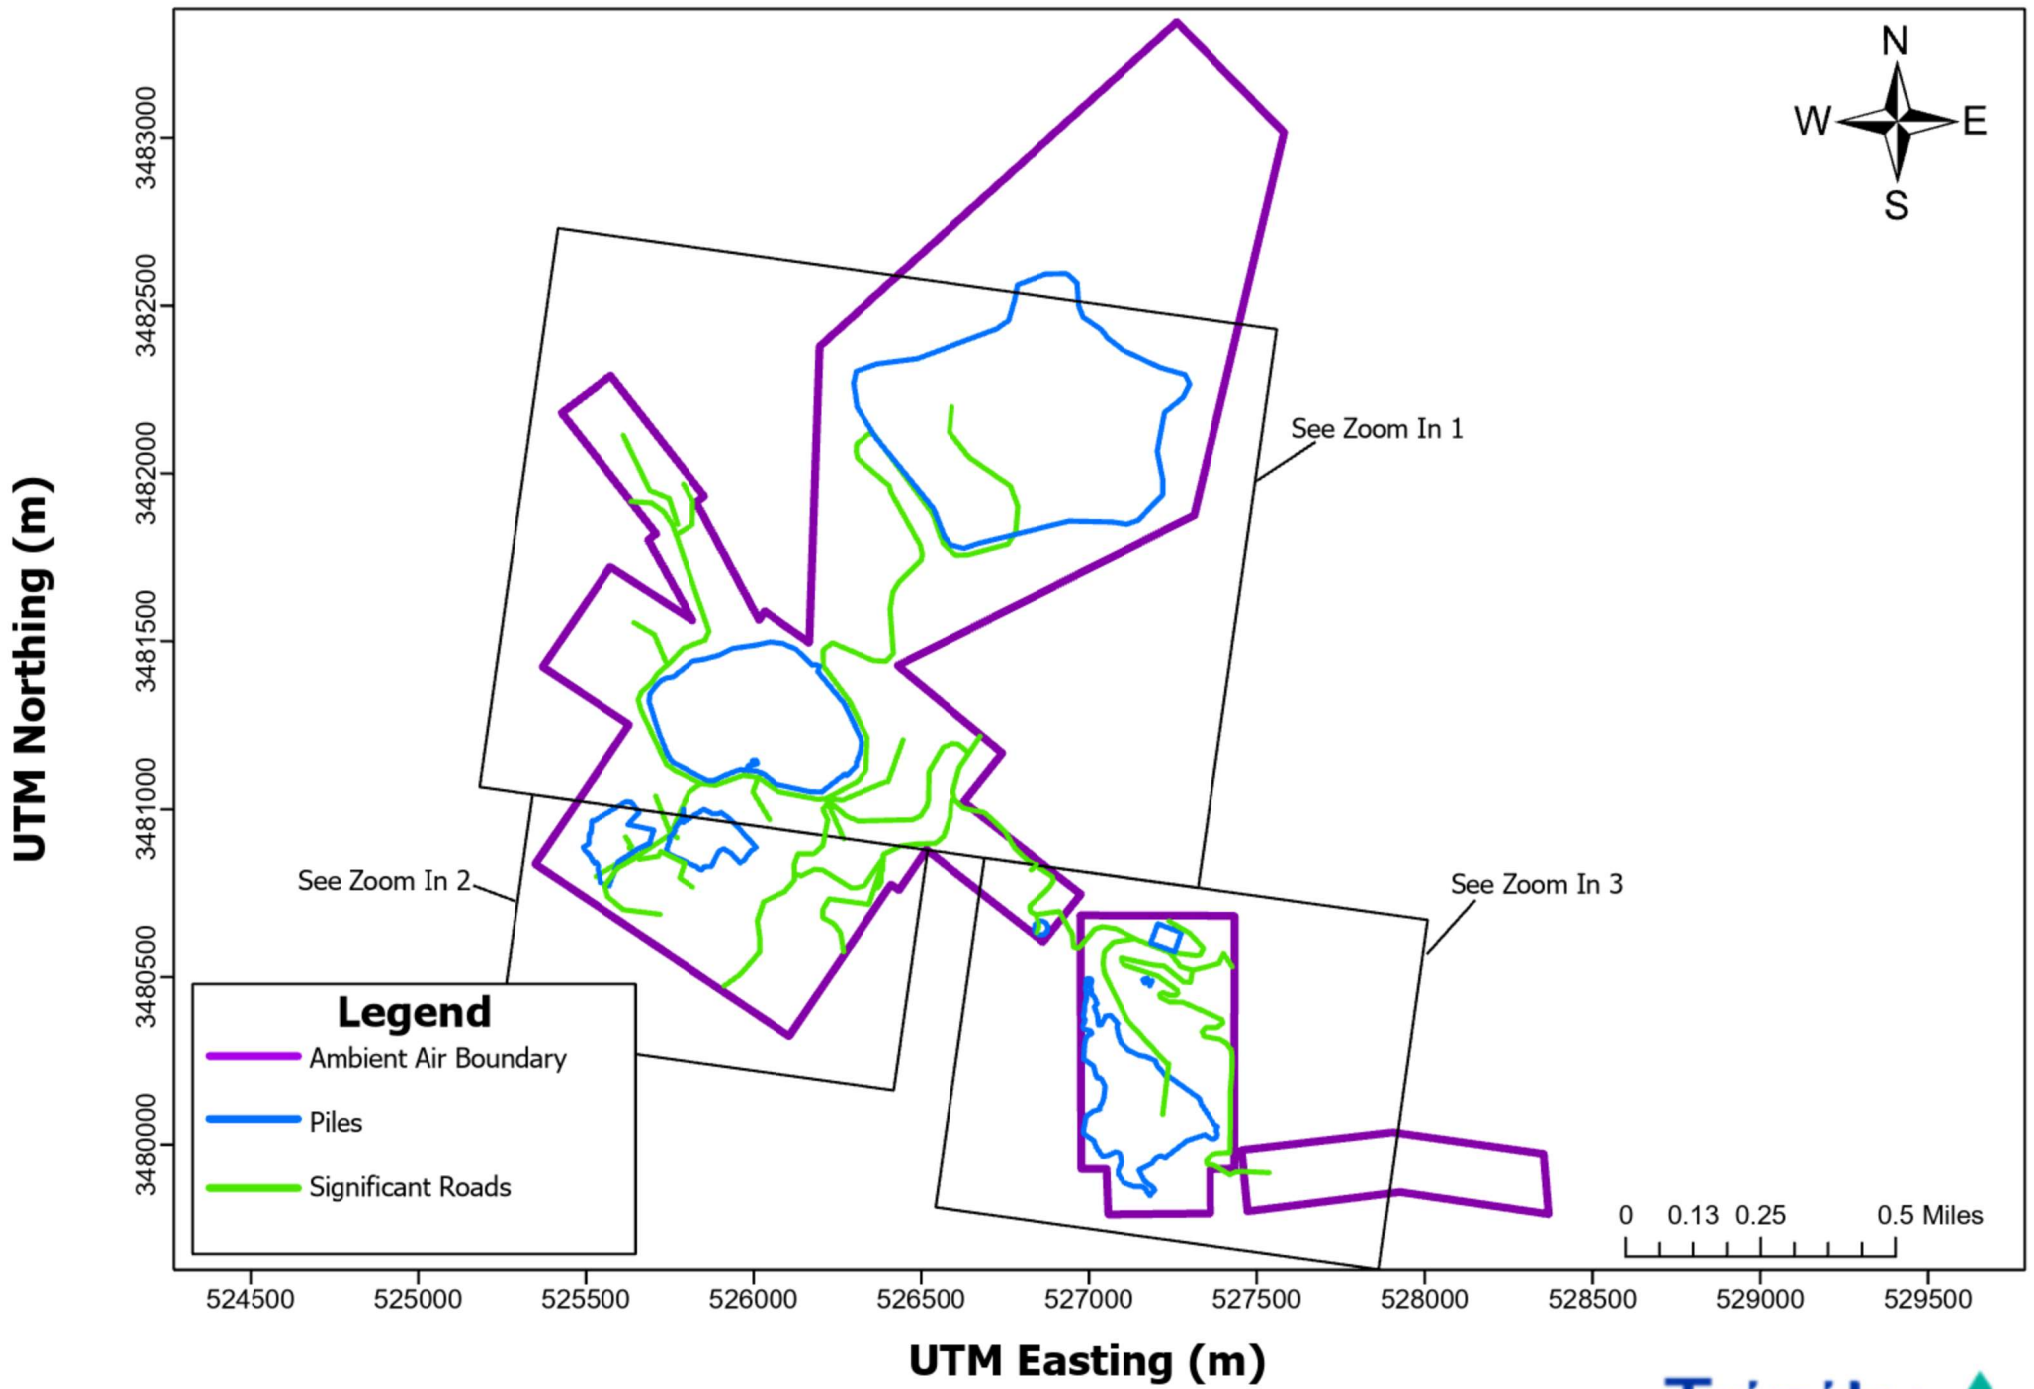 N
W E
S
3483000
3482500
3482000
3481500
3481000
3480500
3480000
UTM Northing (m)
See Zoom In 1
See Zoom In 2
See Zoom In 3
Legend
Ambient Air Boundary
Piles
Significant Roads
0 0.13 0.25 0.5 Miles
524500 525000 525500 526000 526500 527000 527500 528000 528500 529000 529500
UTM Easting (m)